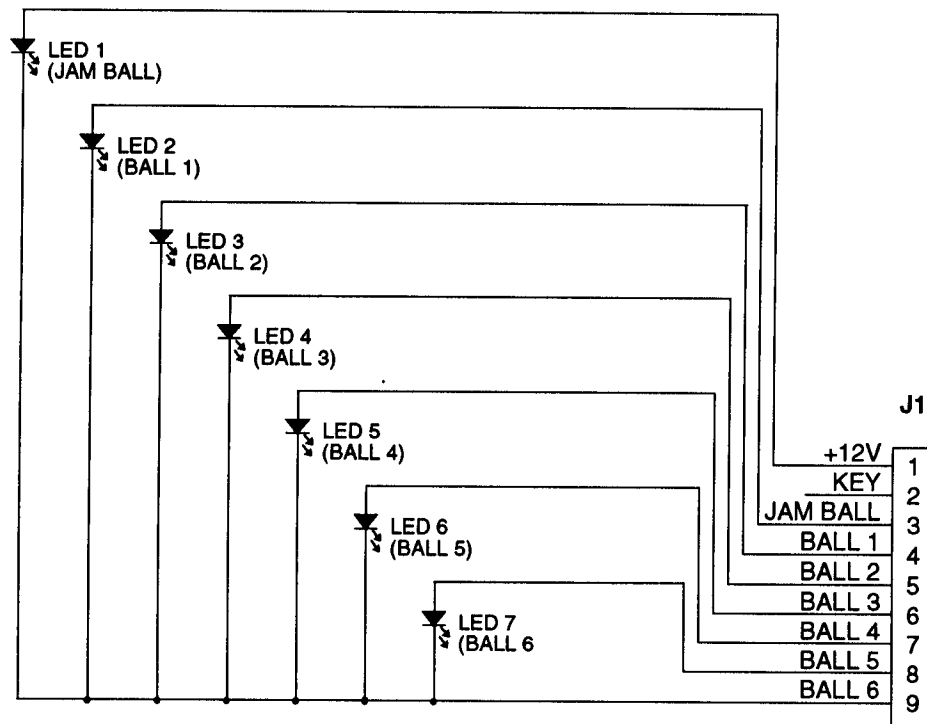 LED 1
(JAM BALL)
LED 2
(BALL 1)
LED 3
(BALL 2)
LED 4
(BALL 3)
LED 5
(BALL 4)
LED 6
(BALL 5)
LED 7
(BALL 6
J1
+12V 1
KEY 2
JAM BALL 3
BALL 1 4
BALL 2 5
BALL 3 6
BALL 4 7
BALL 5 8
BALL 6 9